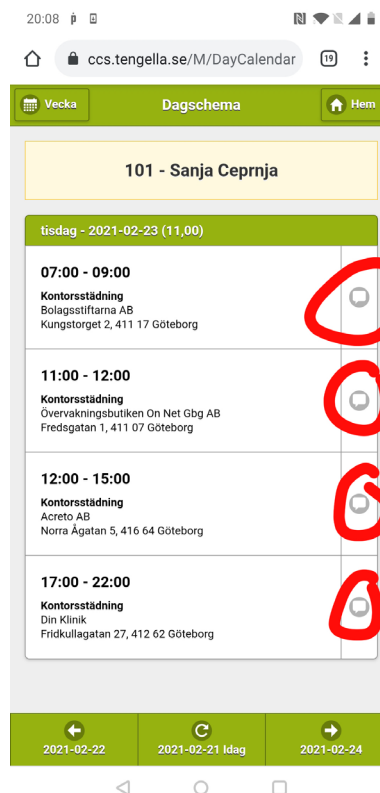 20:08
ccs.tengella.se/M/DayCalendar
19
Vecka
Dagschema
Hem
101 - Sanja Ceprnja
tisdag - 2021-02-23 (11,00)
07:00 - 09:00
Kontorsstädning
Bolagsstiftarna AB
Kungstorget 2, 411 17 Göteborg
11:00 - 12:00
Kontorsstädning
Övervakningsbutiken On Net Gbg AB
Fredsgatan 1, 411 07 Göteborg
12:00 - 15:00
Kontorsstädning
Acreto AB
Norra Ågatan 5, 416 64 Göteborg
17:00 - 22:00
Kontorsstädning
Din Klinik
Fridkullagatan 27, 412 62 Göteborg
2021-02-22
2021-02-21 Idag
2021-02-24